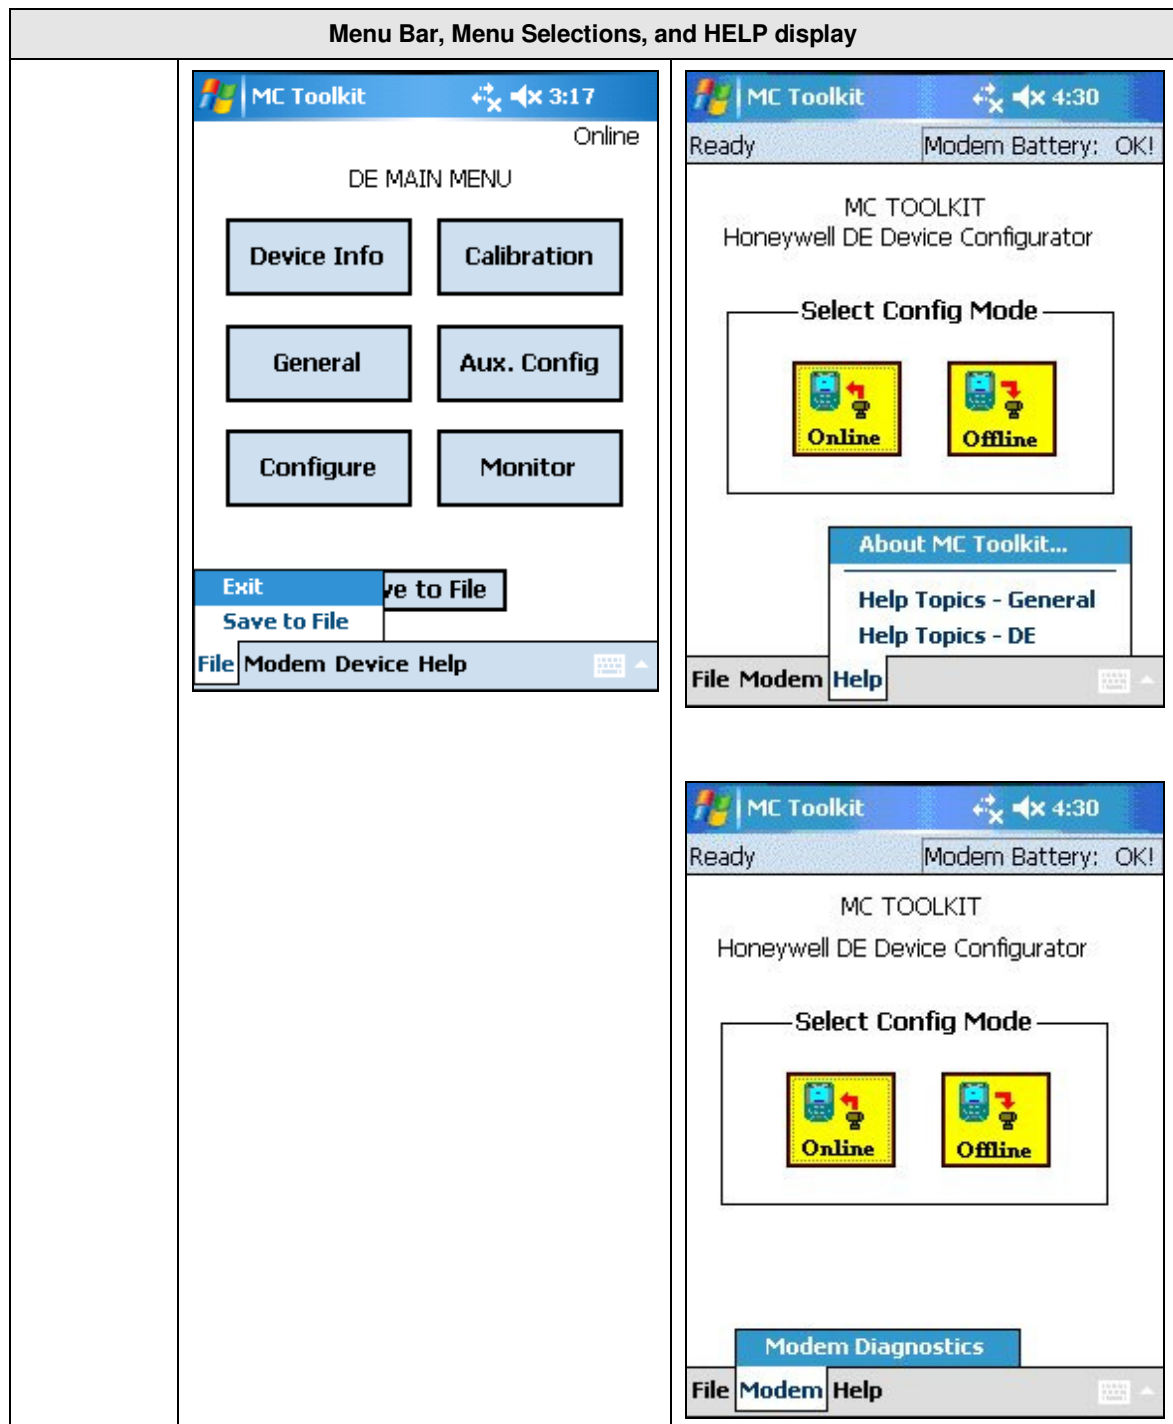 Menu Bar, Menu Selections, and HELP display
MC Toolkit 3:17
Online
DE MAIN MENU
Device Info Calibration
General Aux. Config
Configure Monitor
Exit ve to File
Save to File
File Modem Device Help
MC Toolkit 4:30
Ready Modem Battery: OK!
MC TOOLKIT
Honeywell DE Device Configurator
Select Config Mode
Online Offline
About MC Toolkit...
Help Topics - General
Help Topics - DE
File Modem Help
MC Toolkit 4:30
Ready Modem Battery: OK!
MC TOOLKIT
Honeywell DE Device Configurator
Select Config Mode
Online Offline
Modem Diagnostics
File Modem Help